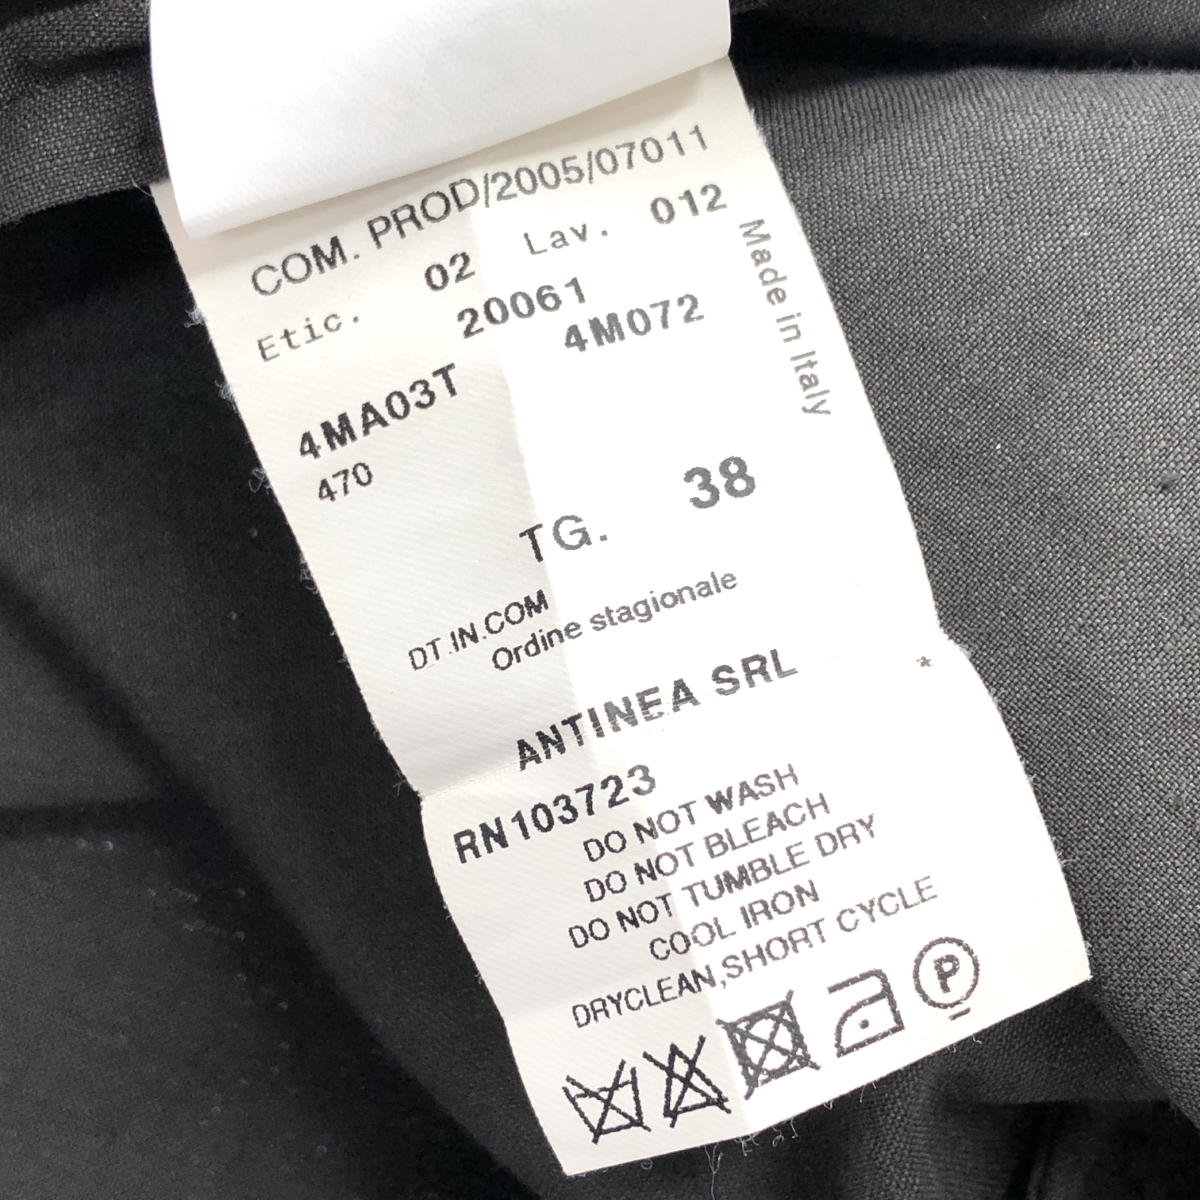 COM. PROD/2005/07011
Etic. 02 Lav. 012
20061
4MA03T 4M072
470
TG. 38
DT.IN.COM
Ordine stagionale
ANTINEA SRL *
RN103723
DO NOT WASH
DO NOT BLEACH
DO NOT TUMBLE DRY
COOL IRON
DRYCLEAN,SHORT CYCLE
P
Made in Italy